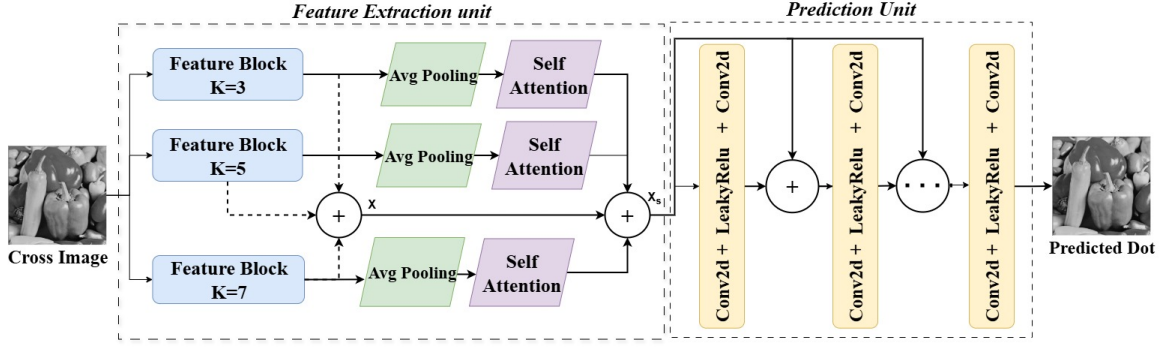 Feature Extraction unit
Prediction Unit
Feature Block
K=3
Avg Pooling
Self
Attention
Feature Block
K=5
Avg Pooling
Self
Attention
+
X
+
X_s
Feature Block
K=7
Avg Pooling
Self
Attention
Cross Image
Conv2d + LeakyRelu + Conv2d
+
Conv2d + LeakyRelu + Conv2d
...
Conv2d + LeakyRelu + Conv2d
Predicted Dot